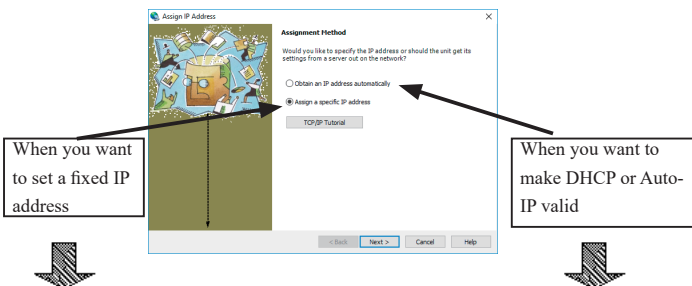 Assign IP Address
Assignment Method
Would you like to specify the IP address or should the unit get its
settings from a server out on the network?
Obtain an IP address automatically
Assign a specific IP address
TCP/IP Tutorial
When you want
to set a fixed IP
address
When you want to
make DHCP or Auto-
IP valid
< Back
Next >
Cancel
Help